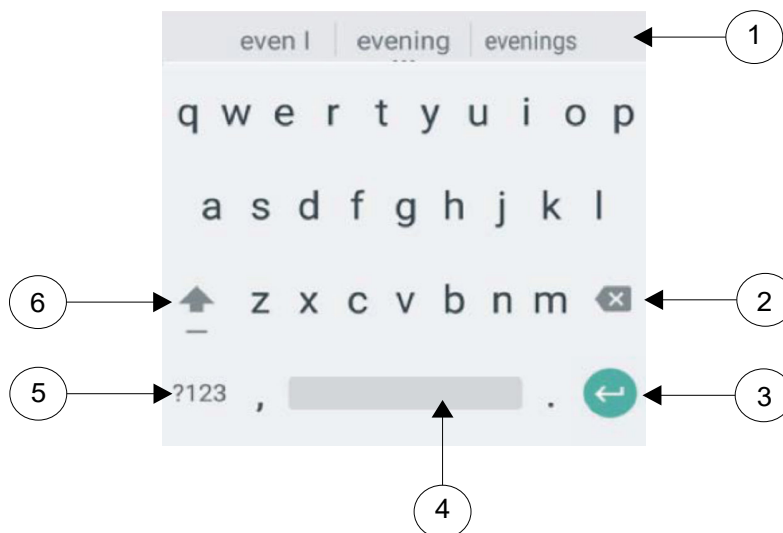 even I evening evenings 1
q w e r t y u i o p
a s d f g h j k l
6 z x c v b n m 2
5 ?123 , . 3
4